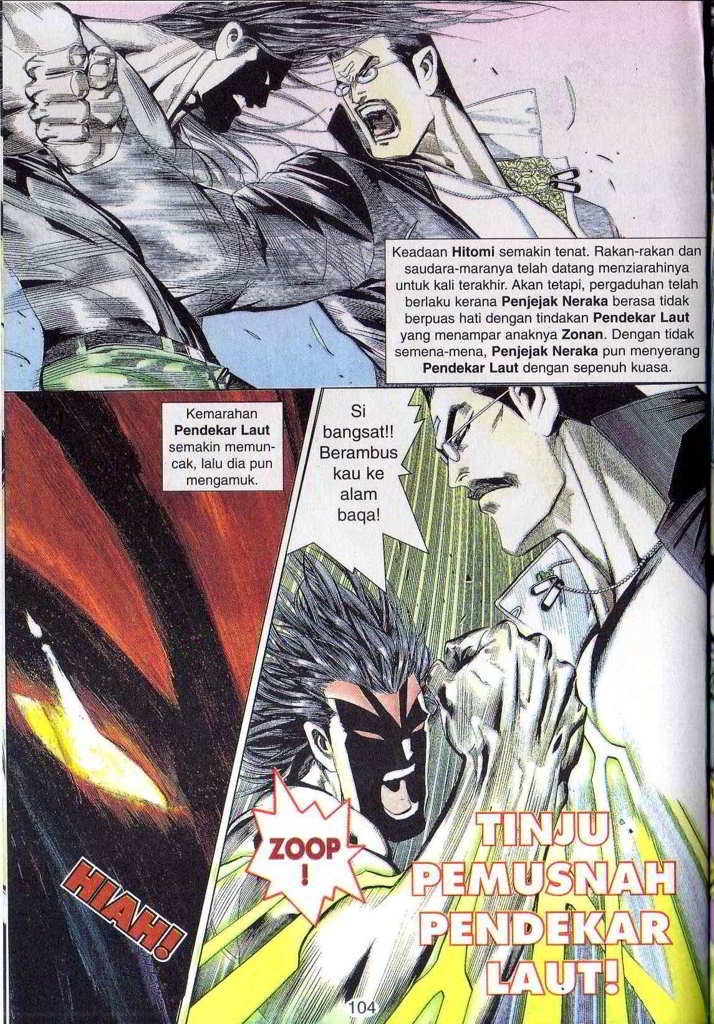 Keadaan Hitomi semakin tenat. Rakan-rakan dan
saudara-maranya telah datang menziarahinya
untuk kali terakhir. Akan tetapi, pergaduhan telah
berlaku kerana Penjejak Neraka berasa tidak
berpuas hati dengan tindakan Pendekar Laut
yang menampar anaknya Zonan. Dengan tidak
semena-mena, Penjejak Neraka pun menyerang
Pendekar Laut dengan sepenuh kuasa.
Kemarahan
Pendekar Laut
semakin memun-
cak, lalu dia pun
mengamuk.
Si
bangsat!!
Berambus
kau ke
alam
baqa!
HIAH!
ZOOP
!
TINJU
PEMUSNAH
PENDEKAR
LAUT!
104